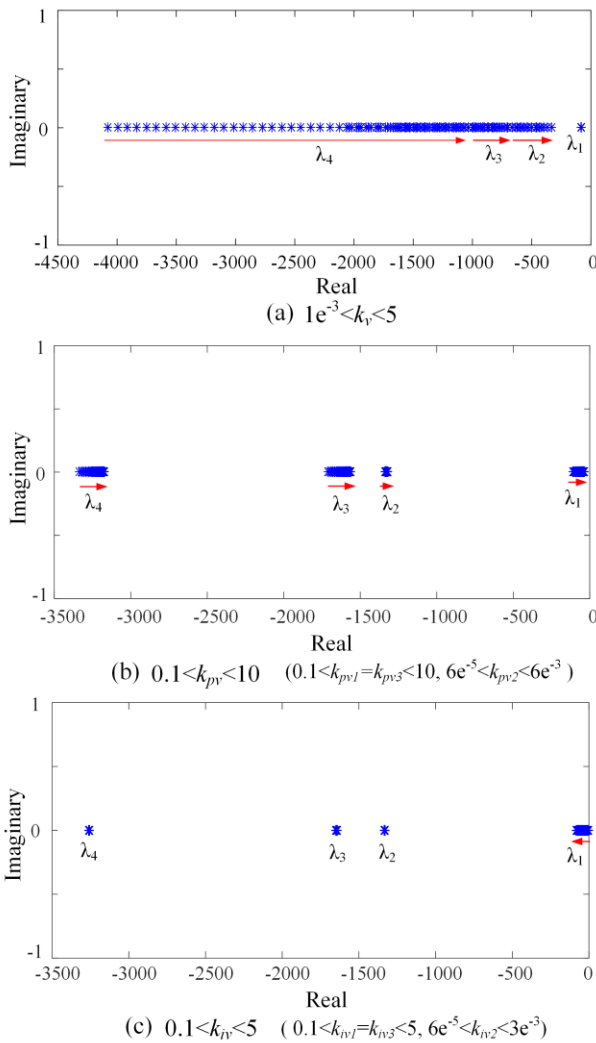 1
Imaginary
0
λ4
λ3
λ2
λ1
-1
-4500 -4000 -3500 -3000 -2500 -2000 -1500 -1000 -500 0
Real
(a) 1e-3<kv<5
1
Imaginary
0
λ4
λ3
λ2
λ1
-1
-3500 -3000 -2500 -2000 -1500 -1000 -500 0
Real
(b) 0.1<kpv<10 (0.1<kpv1=kpv3<10, 6e-5<kpv2<6e-3 )
1
Imaginary
0
λ4
λ3
λ2
λ1
-1
-3500 -3000 -2500 -2000 -1500 -1000 -500 0
Real
(c) 0.1<kiv<5 ( 0.1<kiv1=kiv3<5, 6e-5<kiv2<3e-3)